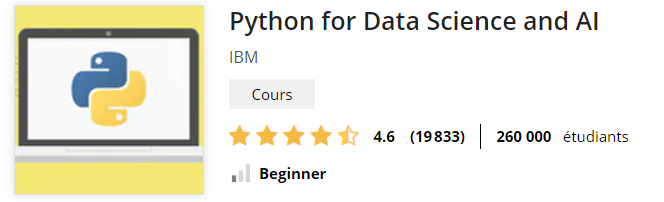 Python for Data Science and AI
IBM
Cours
4.6 (19 833) 260 000 étudiants
Beginner